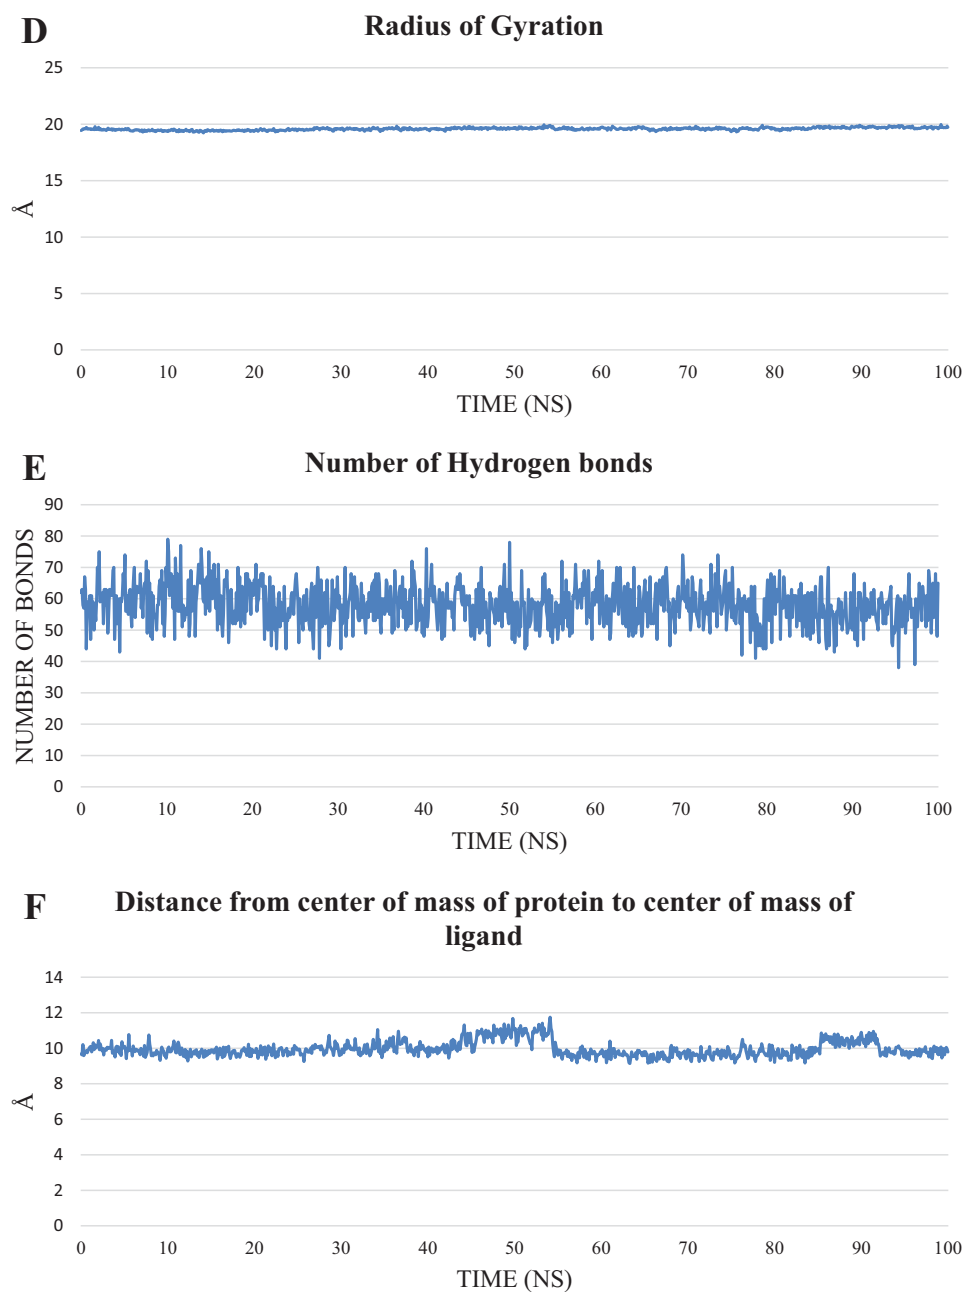 D
Radius of Gyration
25
20
15
10
5
0
Å
0 10 20 30 40 50 60 70 80 90 100
TIME (NS)
E
Number of Hydrogen bonds
90
80
70
60
50
40
30
20
10
0
NUMBER OF BONDS
0 10 20 30 40 50 60 70 80 90 100
TIME (NS)
F
Distance from center of mass of protein to center of mass of
ligand
14
12
10
8
6
4
2
0
Å
0 10 20 30 40 50 60 70 80 90 100
TIME (NS)